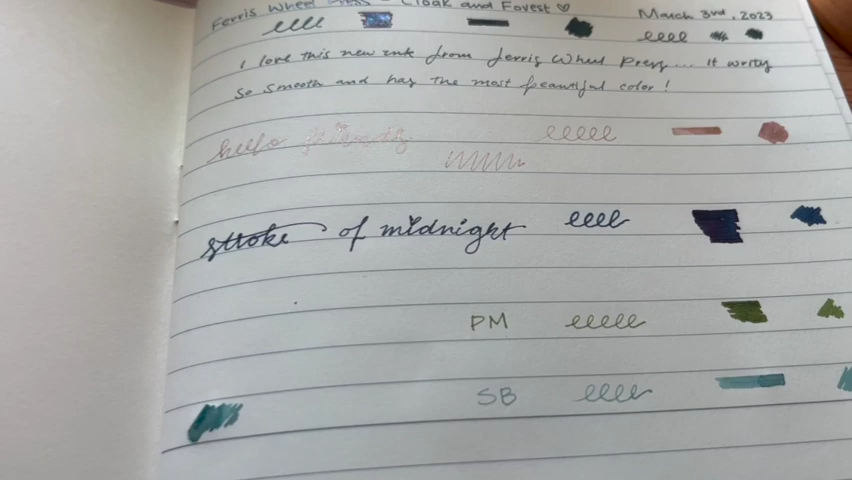 Ferris Wheel Press - Cloak and Forest ♡
March 3rd, 2023
I love this new ink from Ferris Wheel Press... it writes
so smooth and has the most beautiful color!
hello
stroke of midnight
PM
SB